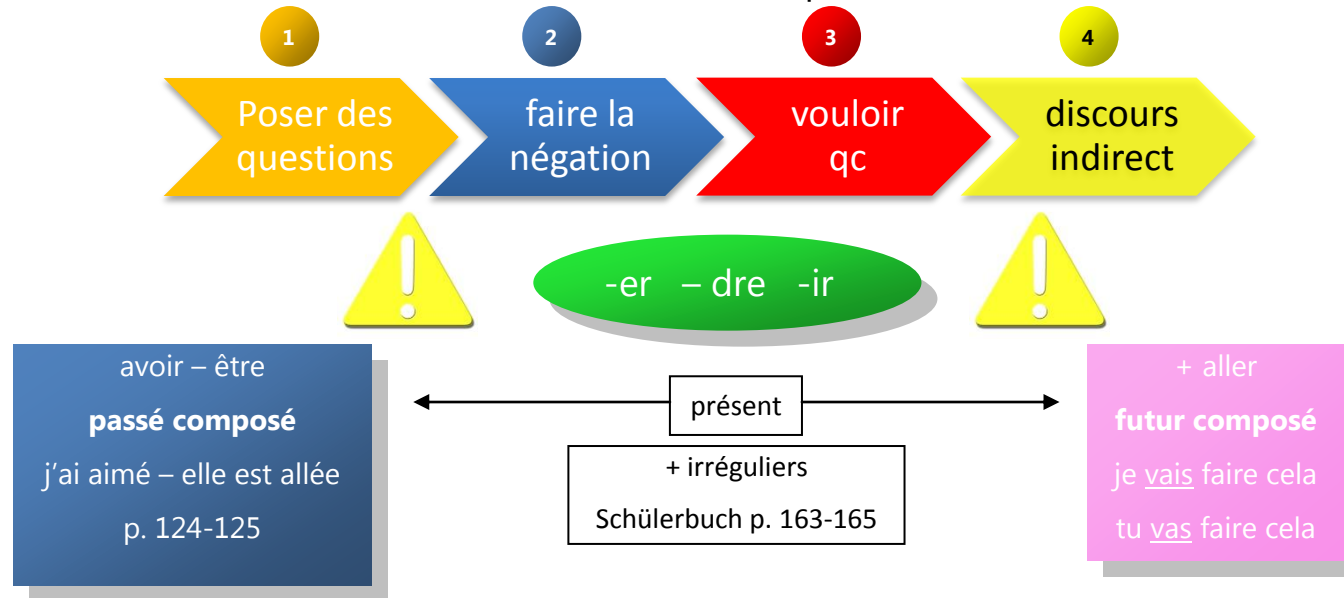 1
2
3
4
Poser des
questions
faire la
négation
vouloir
qc
discours
indirect
-er – dre -ir
avoir – être
passé composé
j'ai aimé – elle est allée
p. 124-125
présent
+ irréguliers
Schülerbuch p. 163-165
+ aller
futur composé
je vais faire cela
tu vas faire cela